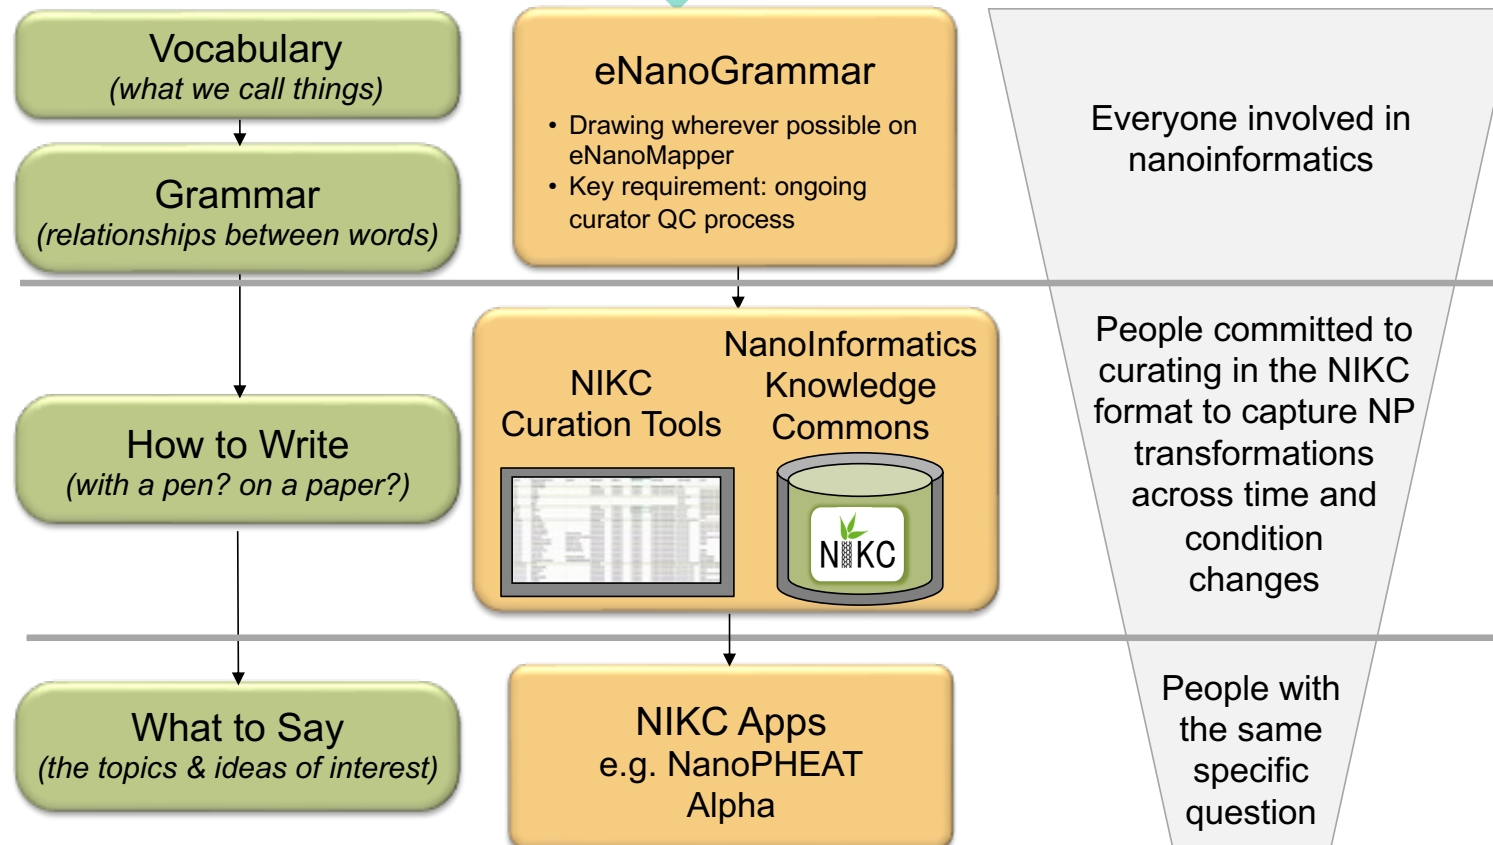 Vocabulary
(what we call things)
Grammar
(relationships between words)
How to Write
(with a pen? on a paper?)
What to Say
(the topics & ideas of interest)
eNanoGrammar
• Drawing wherever possible on
eNanoMapper
• Key requirement: ongoing
curator QC process
NIKC
Curation Tools
NanoInformatics
Knowledge
Commons
NIKC
NIKC Apps
e.g. NanoPHEAT
Alpha
Everyone involved in
nanoinformatics
People committed to
curating in the NIKC
format to capture NP
transformations
across time and
condition
changes
People with
the same
specific
question